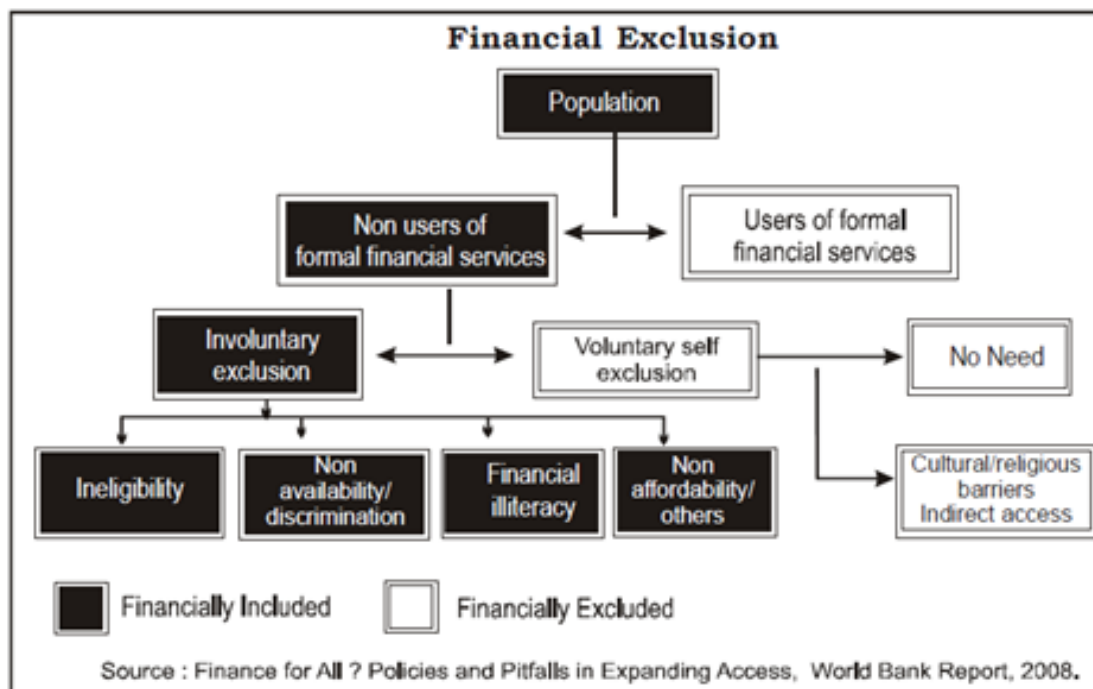 Financial Exclusion
Population
Non users of
formal financial services
Users of formal
financial services
Involuntary
exclusion
Voluntary self
exclusion
No Need
Ineligibility
Non
availability/
discrimination
Financial
illiteracy
Non
affordability/
others
Cultural/religious
barriers
Indirect access
Financially Included
Financially Excluded
Source : Finance for All ? Policies and Pitfalls in Expanding Access, World Bank Report, 2008.